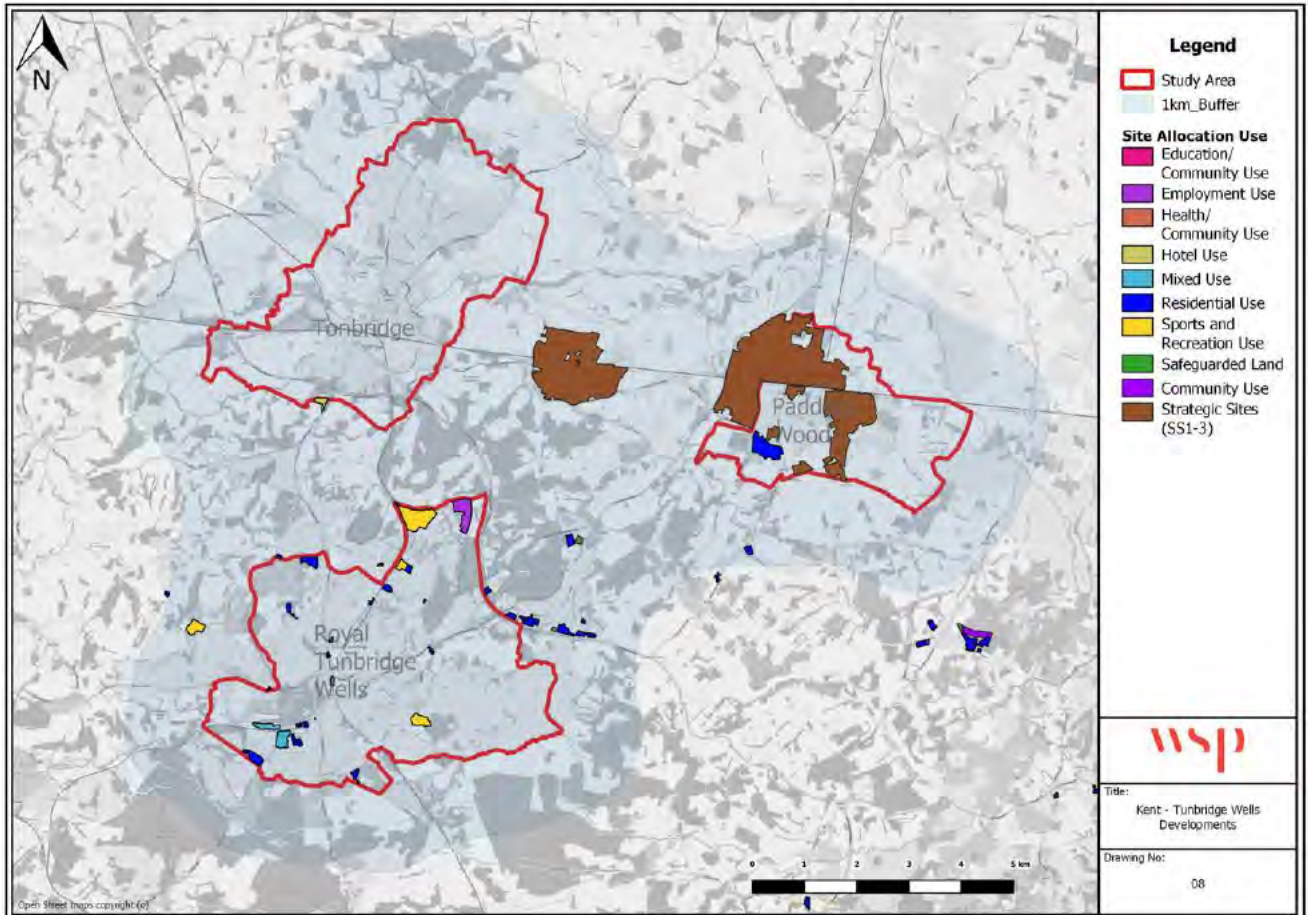 N
Tonbridge
Paddock
Wood
Royal
Tunbridge
Wells
0 1 2 3 4 5 km
Open Street maps copyright (c)
Legend
Study Area
1km_Buffer
Site Allocation Use
Education/
Community Use
Employment Use
Health/
Community Use
Hotel Use
Mixed Use
Residential Use
Sports and
Recreation Use
Safeguarded Land
Community Use
Strategic Sites
(SS1-3)
wsp
Title:
Kent - Tunbridge Wells
Developments
Drawing No:
08